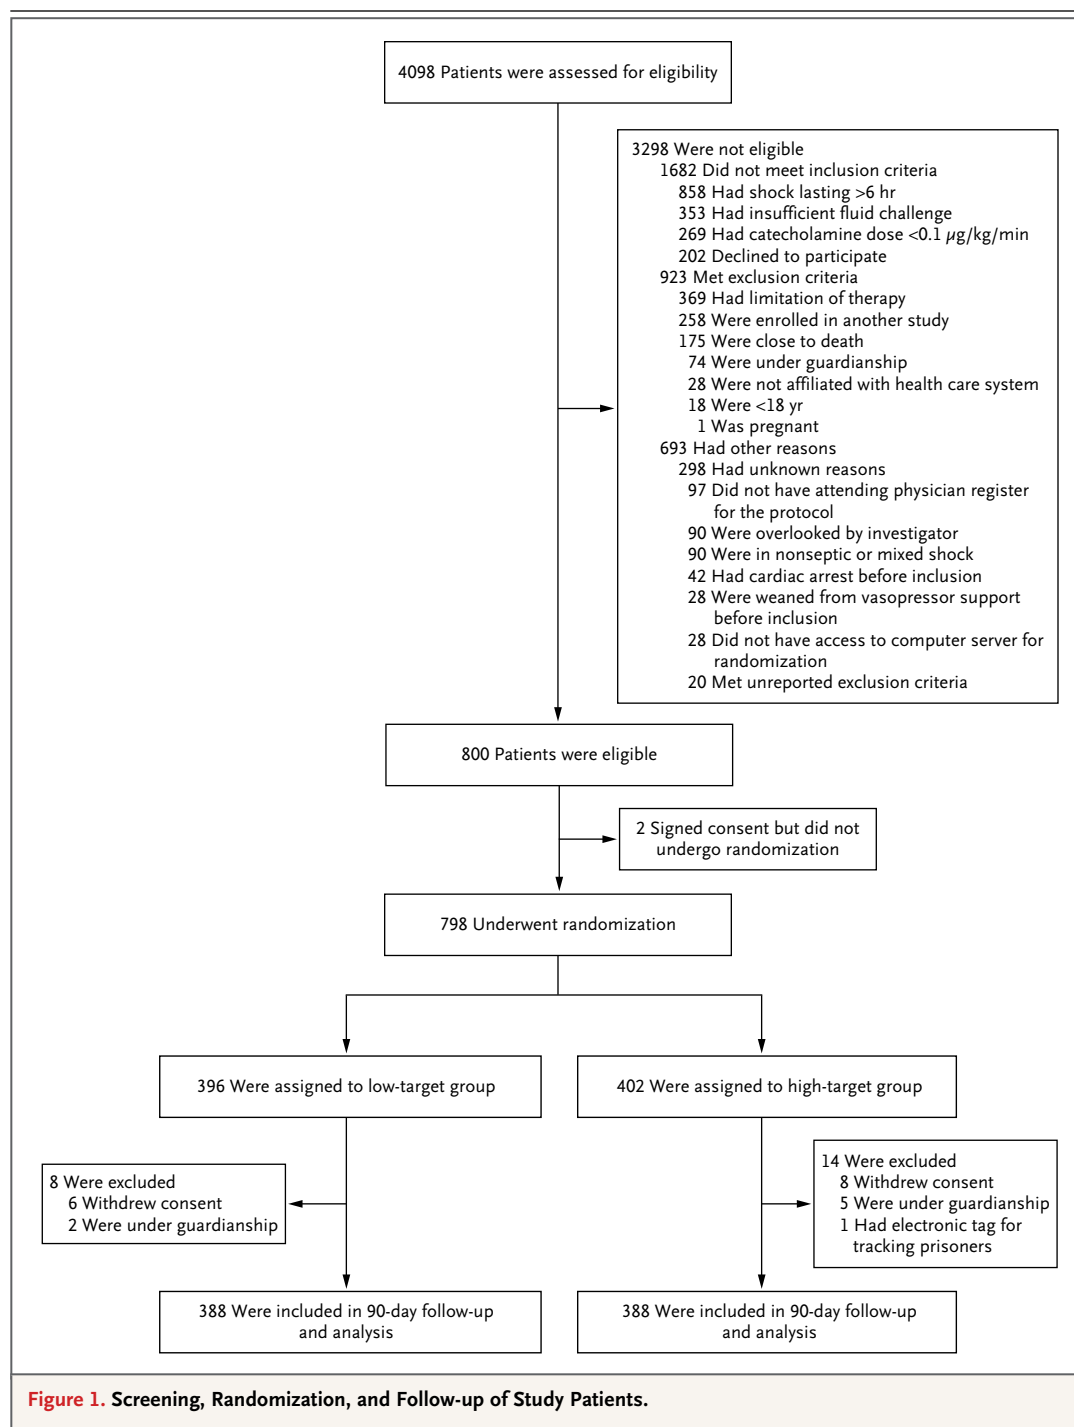 4098 Patients were assessed for eligibility
3298 Were not eligible
1682 Did not meet inclusion criteria
858 Had shock lasting >6 hr
353 Had insufficient fluid challenge
269 Had catecholamine dose <0.1 µg/kg/min
202 Declined to participate
923 Met exclusion criteria
369 Had limitation of therapy
258 Were enrolled in another study
175 Were close to death
74 Were under guardianship
28 Were not affiliated with health care system
18 Were <18 yr
1 Was pregnant
693 Had other reasons
298 Had unknown reasons
97 Did not have attending physician register
for the protocol
90 Were overlooked by investigator
90 Were in nonseptic or mixed shock
42 Had cardiac arrest before inclusion
28 Were weaned from vasopressor support
before inclusion
28 Did not have access to computer server for
randomization
20 Met unreported exclusion criteria
800 Patients were eligible
2 Signed consent but did not
undergo randomization
798 Underwent randomization
396 Were assigned to low-target group
402 Were assigned to high-target group
8 Were excluded
6 Withdrew consent
2 Were under guardianship
14 Were excluded
8 Withdrew consent
5 Were under guardianship
1 Had electronic tag for
tracking prisoners
388 Were included in 90-day follow-up
and analysis
388 Were included in 90-day follow-up
and analysis
Figure 1. Screening, Randomization, and Follow-up of Study Patients.